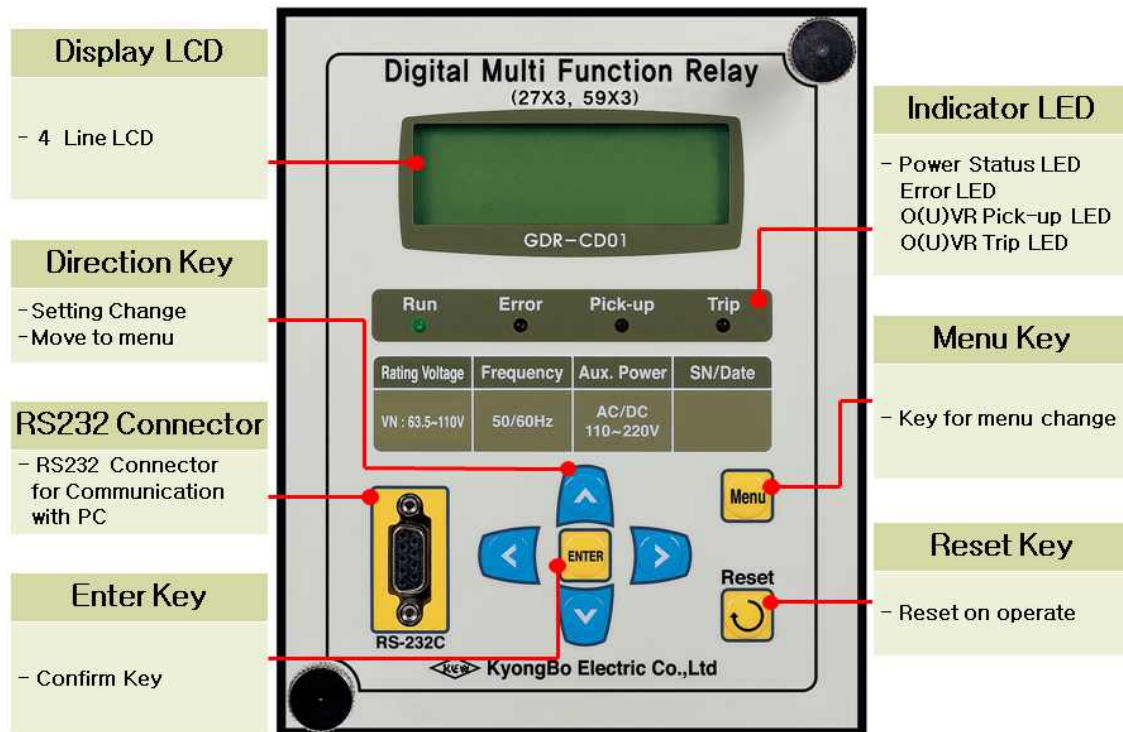 Display LCD
- 4 Line LCD
Direction Key
- Setting Change
- Move to menu
RS232 Connector
- RS232 Connector
for Communication
with PC
Enter Key
- Confirm Key
Digital Multi Function Relay
(27X3, 59X3)
GDR-CD01
Run Error Pick-up Trip
Rating Voltage Frequency Aux. Power SN/Date
VN : 63.5~110V 50/60Hz AC/DC
110~220V
Menu
ENTER
Reset
RS-232C
KyongBo Electric Co.,Ltd
Indicator LED
- Power Status LED
Error LED
O(U)VR Pick-up LED
O(U)VR Trip LED
Menu Key
- Key for menu change
Reset Key
- Reset on operate